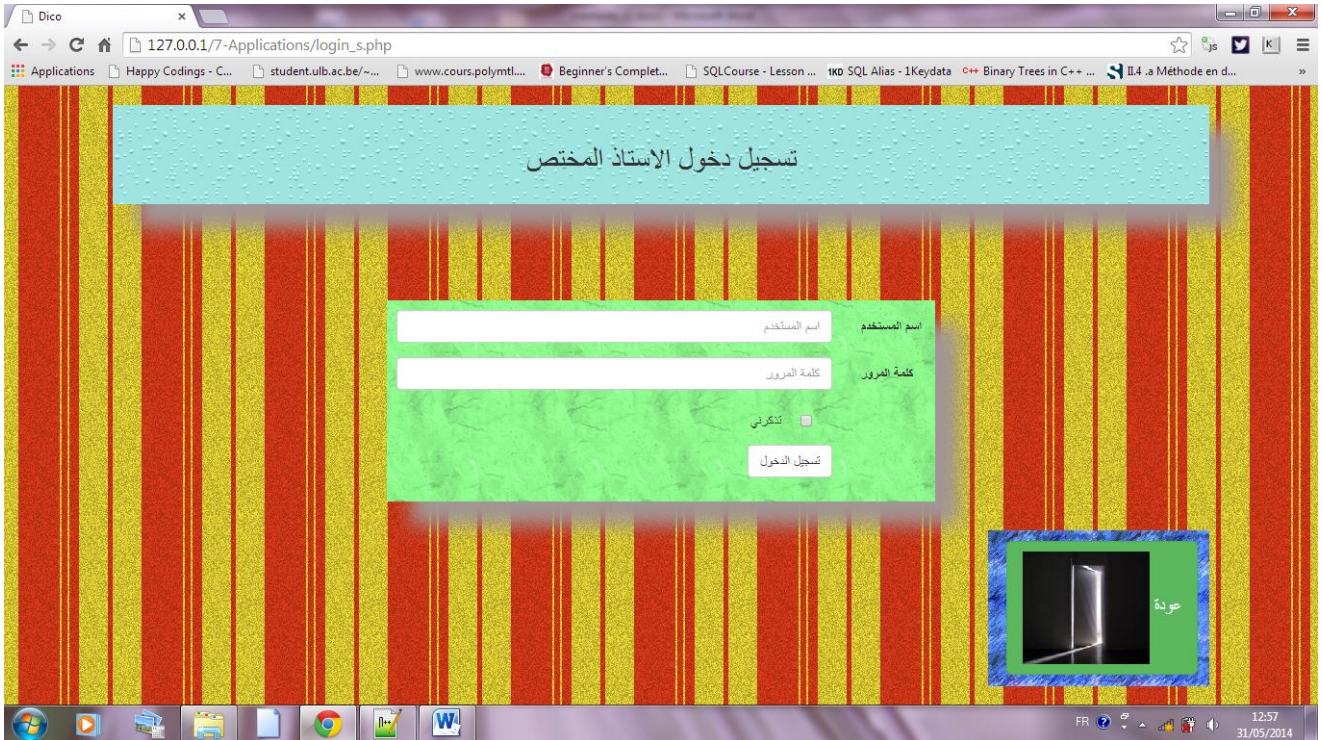 Dico
127.0.0.1/7-Applications/login_s.php
Applications Happy Codings - C... student.ulb.ac.be/~... www.cours.polymtl.... Beginner's Complet... SQLCourse - Lesson ... 1KD SQL Alias - 1Keydata C++ Binary Trees in C++ ... II.4 .a Méthode en d... »
تسجيل دخول الاستاذ المختص
اسم المستخدم اسم المستخدم
كلمة المرور كلمة المرور
تذكرني
تسجيل الدخول
عودة
FR 12:57
31/05/2014